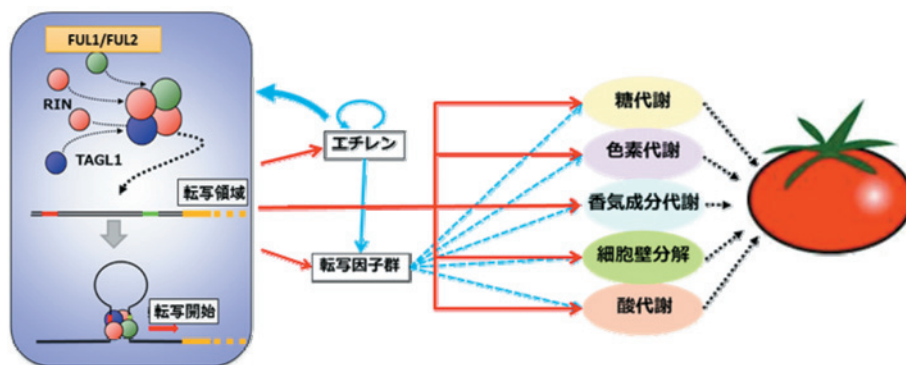 FUL1/FUL2
RIN
TAGL1
転写領域
転写開始
エチレン
転写因子群
糖代謝
色素代謝
香気成分代謝
細胞壁分解
酸代謝